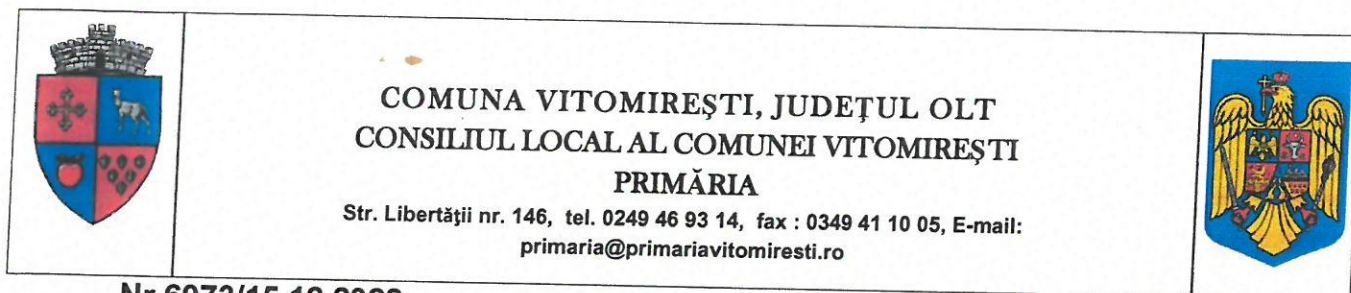 COMUNA VITOMIREŞTI, JUDEŢUL OLT
CONSILIUL LOCAL AL COMUNEI VITOMIREŞTI
PRIMĂRIA
Str. Libertăţii nr. 146, tel. 0249 46 93 14, fax : 0349 41 10 05, E-mail:
primaria@primariavitomiresti.ro